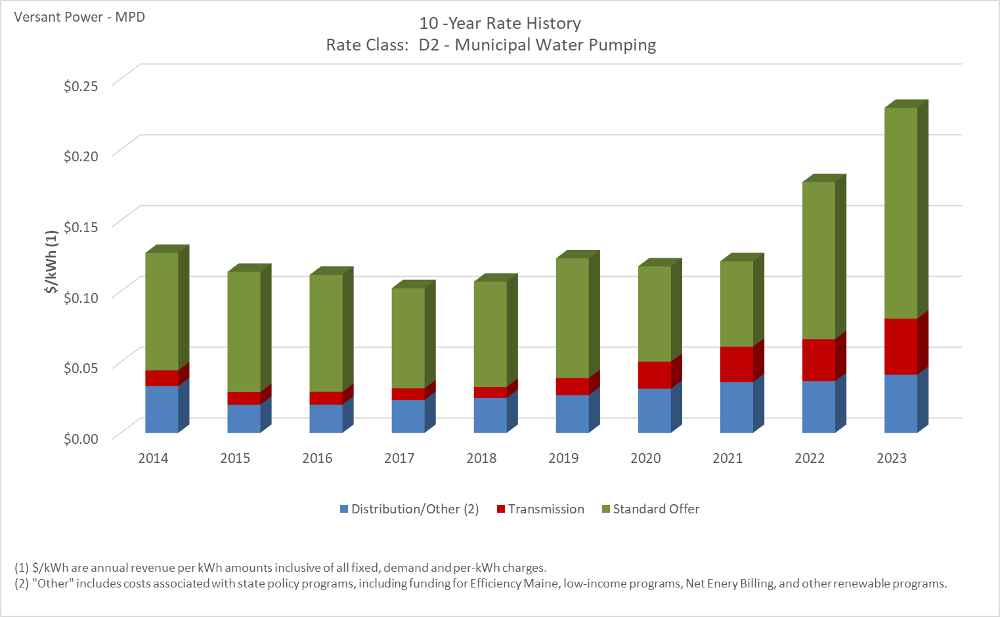 Versant Power - MPD
10 -Year Rate History
Rate Class:  D2 - Municipal Water Pumping
$/kWh (1)
$0.25
$0.20
$0.15
$0.10
$0.05
$0.00
2014 2015 2016 2017 2018 2019 2020 2021 2022 2023
Distribution/Other (2) Transmission Standard Offer
(1) $/kWh are annual revenue per kWh amounts inclusive of all fixed, demand and per-kWh charges.
(2) "Other" includes costs associated with state policy programs, including funding for Efficiency Maine, low-income programs, Net Enery Billing, and other renewable programs.